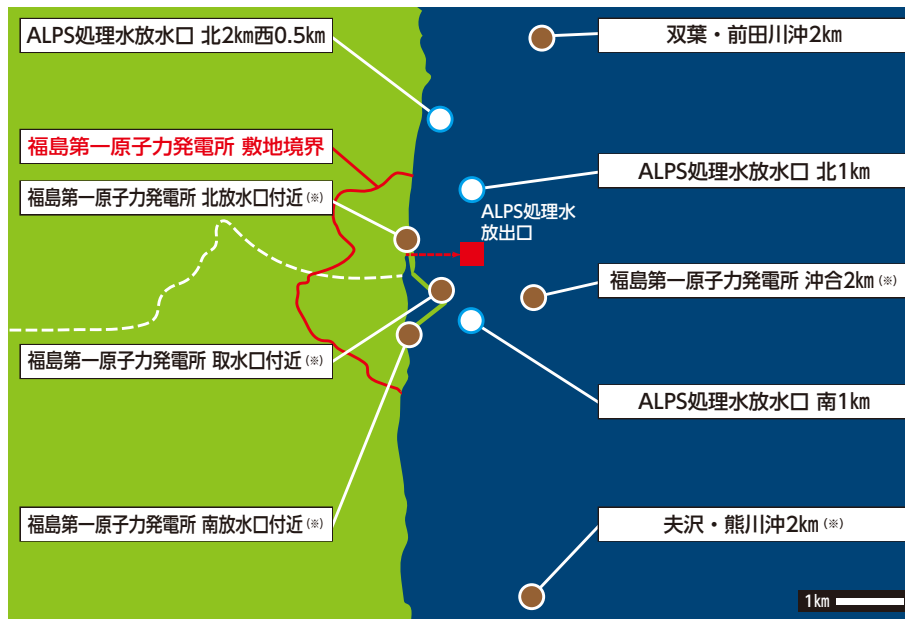 ALPS処理水放水口 北2km西0.5km
双葉・前田川沖2㎞
福島第一原子力発電所 敷地境界
ALPS処理水放水口 北1㎞
福島第一原子力発電所 北放水口付近(※)
ALPS処理水
放出口
福島第一原子力発電所 沖合2㎞(※)
福島第一原子力発電所 取水口付近(※)
ALPS処理水放水口 南1㎞
福島第一原子力発電所 南放水口付近(※)
夫沢・熊川沖2㎞(※)
1㎞